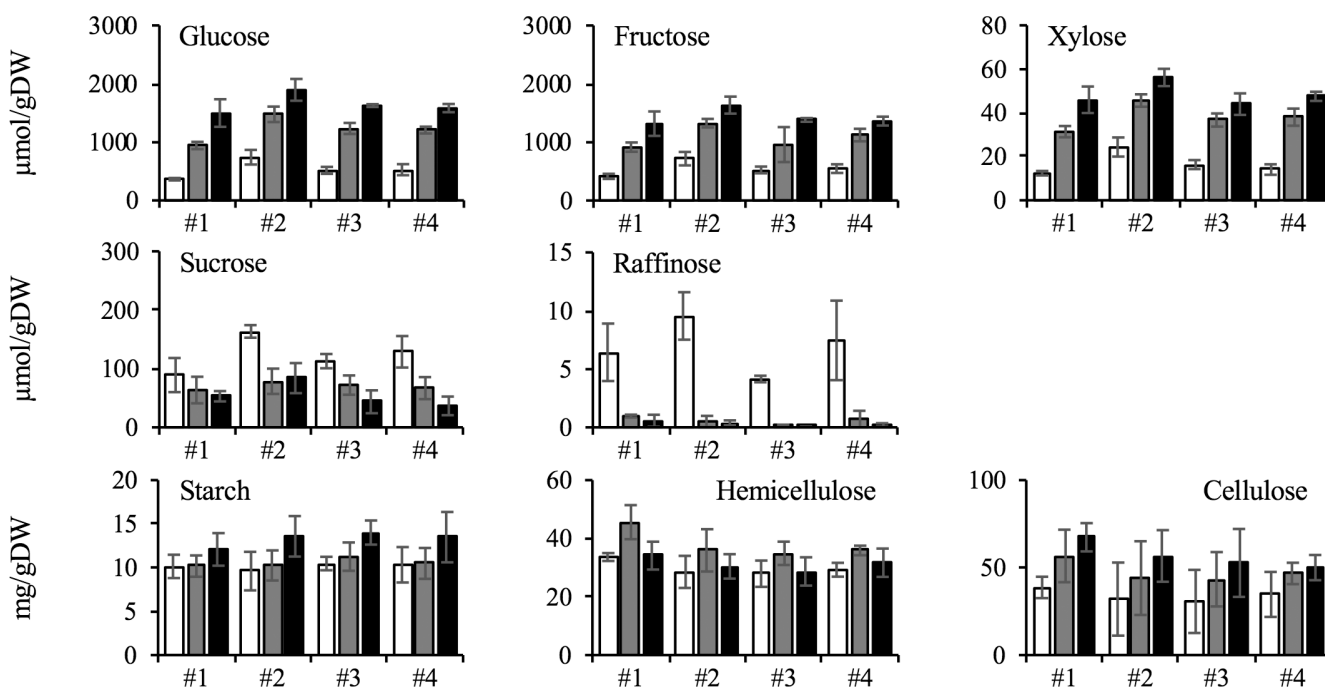 Glucose
Fructose
Xylose
µmol/gDW
3000
2000
1000
0
#1 #2 #3 #4
3000
2000
1000
0
#1 #2 #3 #4
80
60
40
20
0
#1 #2 #3 #4
Sucrose
Raffinose
µmol/gDW
300
200
100
0
#1 #2 #3 #4
15
10
5
0
#1 #2 #3 #4
Starch
Hemicellulose
Cellulose
mg/gDW
20
15
10
5
0
#1 #2 #3 #4
60
40
20
0
#1 #2 #3 #4
100
50
0
#1 #2 #3 #4